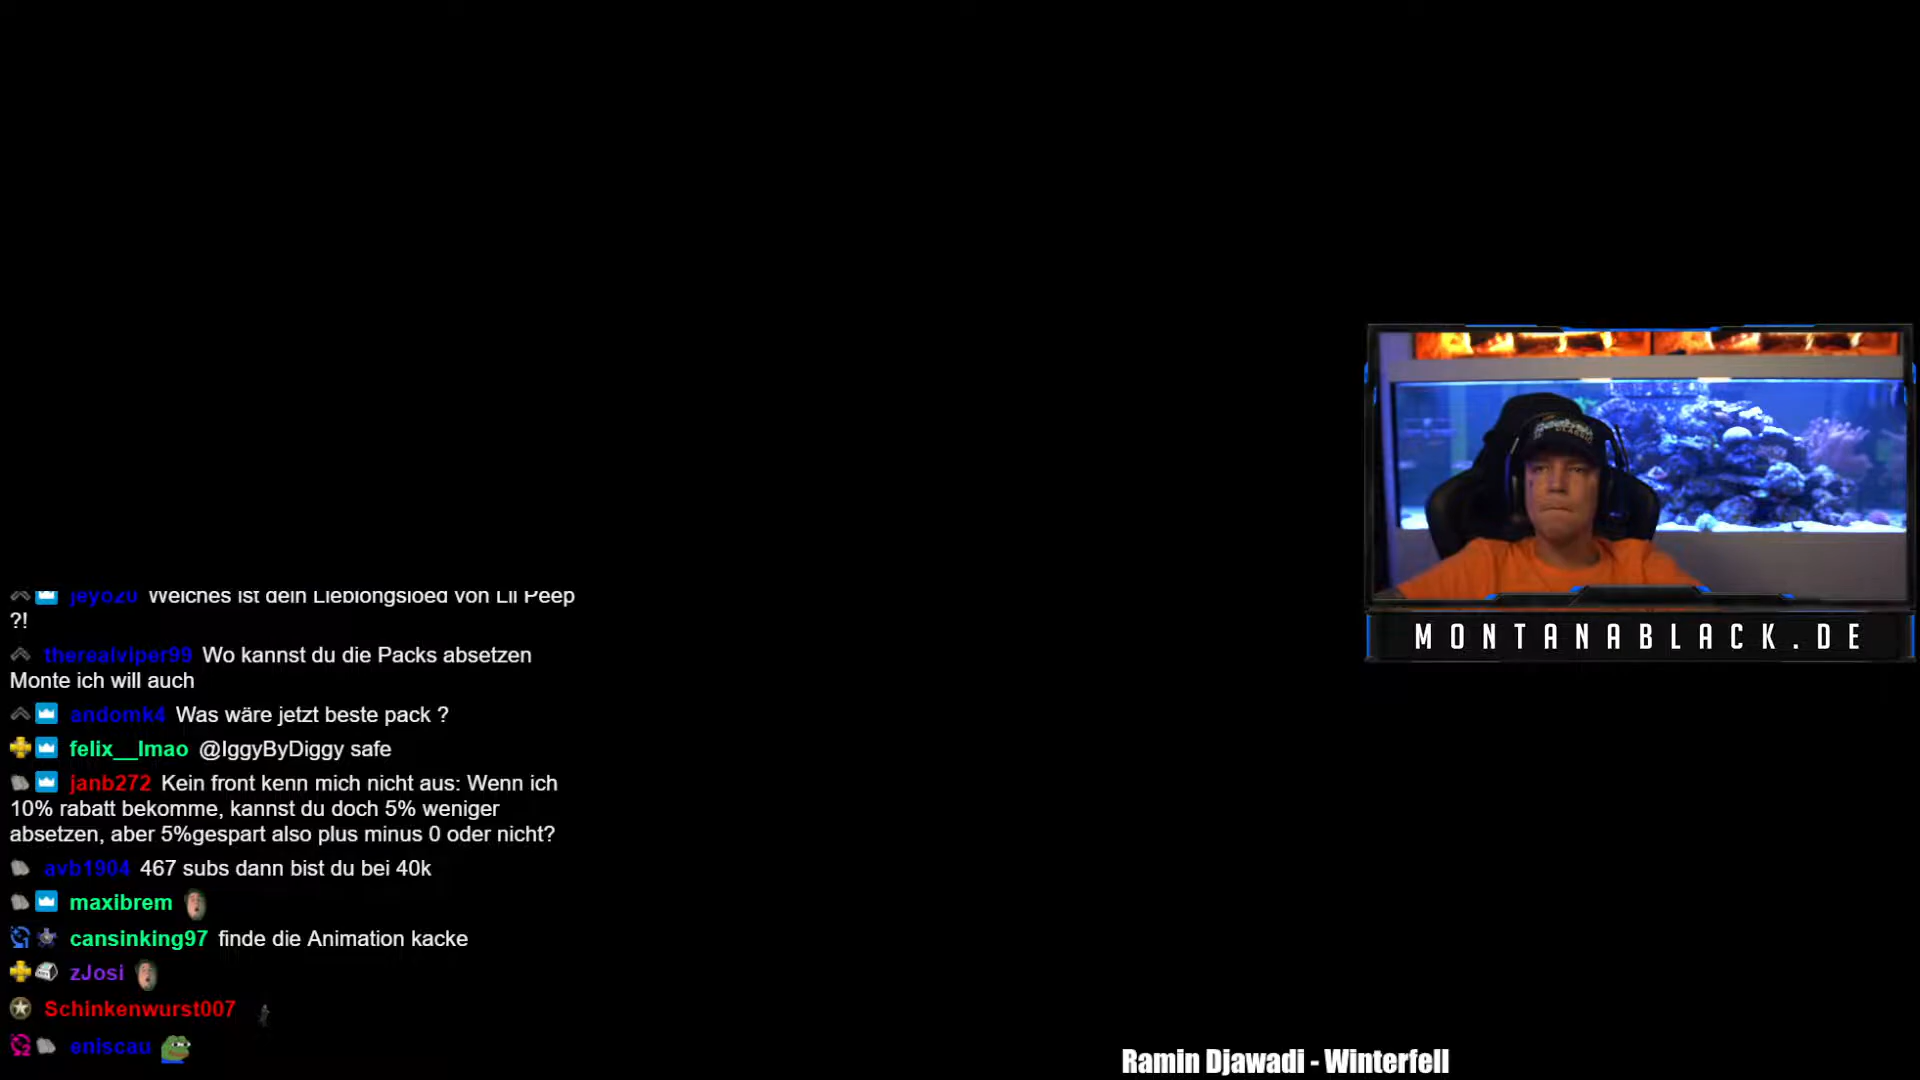 jeyo20 Welches ist dein Lieblongsloed von Lil Peep
?!
therealviper99 Wo kannst du die Packs absetzen
Monte ich will auch
andomk4 Was wäre jetzt beste pack ?
felix__lmao @IggyByDiggy safe
janb272 Kein front kenn mich nicht aus: Wenn ich
10% rabatt bekomme, kannst du doch 5% weniger
absetzen, aber 5%gespart also plus minus 0 oder nicht?
avb1904 467 subs dann bist du bei 40k
maxibrem
cansinking97 finde die Animation kacke
zJosi
Schinkenwurst007
eniscau
MONTANABLACK.DE
Ramin Djawadi - Winterfell